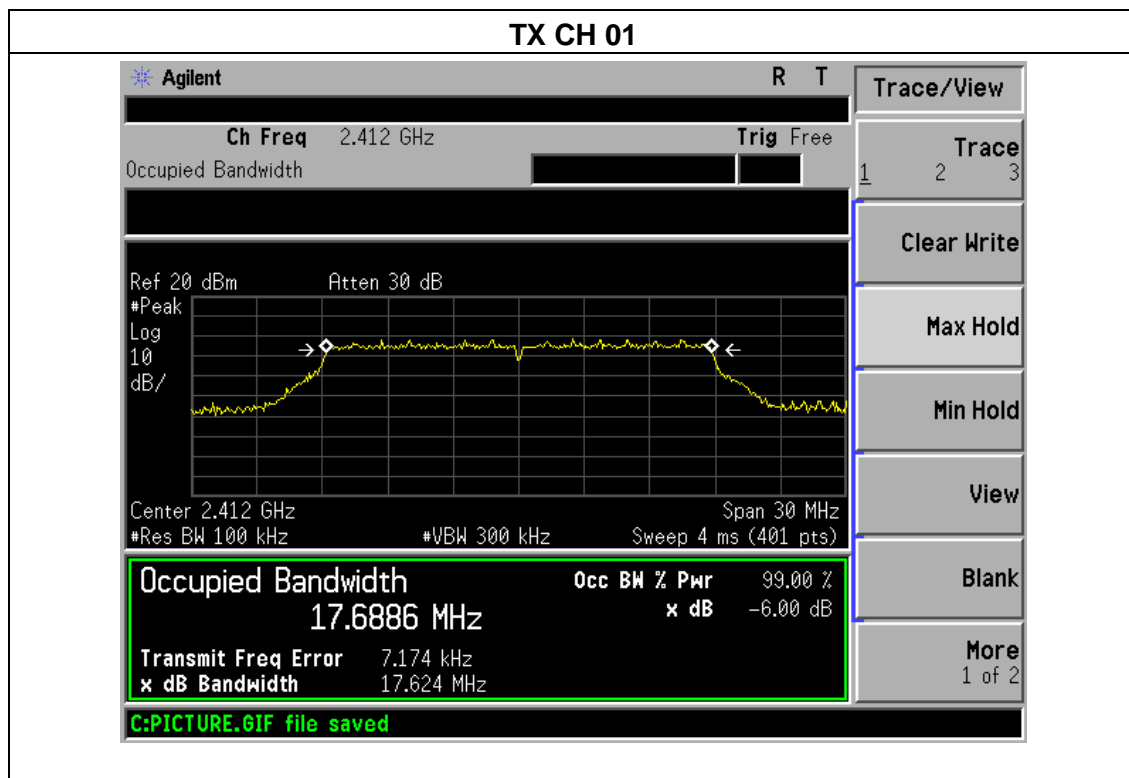 TX CH 01
Agilent R T
Trace/View
Ch Freq 2.412 GHz Trig Free
Occupied Bandwidth
Trace
1 2 3
Clear Write
Ref 20 dBm Atten 30 dB
#Peak
Log
10
dB/
Max Hold
Min Hold
View
Center 2.412 GHz Span 30 MHz
#Res BW 100 kHz #VBW 300 kHz Sweep 4 ms (401 pts)
Occupied Bandwidth Occ BW % Pwr 99.00 %
17.6886 MHz x dB -6.00 dB
Blank
Transmit Freq Error 7.174 kHz
x dB Bandwidth 17.624 MHz
More
1 of 2
C:PICTURE.GIF file saved